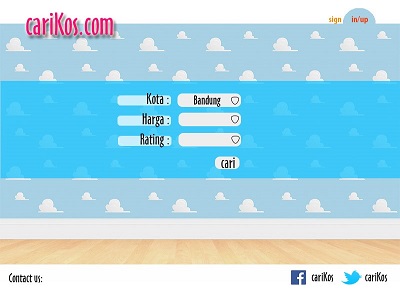 cariKos.com
sign in/up
Kota : Bandung
Harga :
Rating :
cari
Contact us: cariKos cariKos